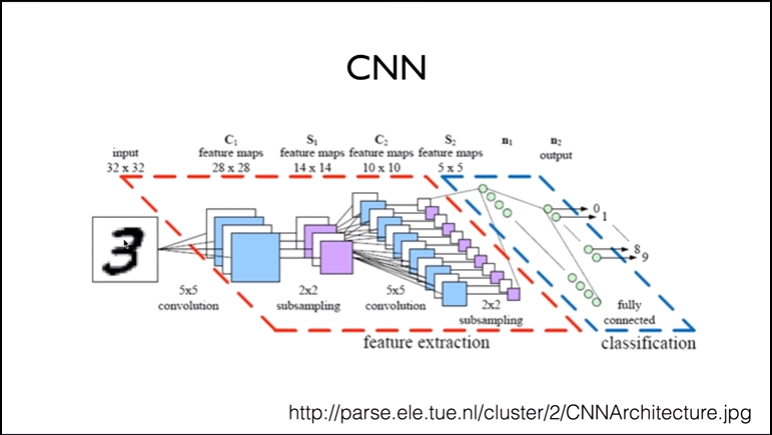 CNN
input
32 x 32
C1
feature maps
28 x 28
S1
feature maps
14 x 14
C2
feature maps
10 x 10
S2
feature maps
5 x 5
n1
n2
output
3
0
1
8
9
5x5
convolution
2x2
subsampling
5x5
convolution
2x2
subsampling
fully
connected
feature extraction
classification
http://parse.ele.tue.nl/cluster/2/CNNArchitecture.jpg